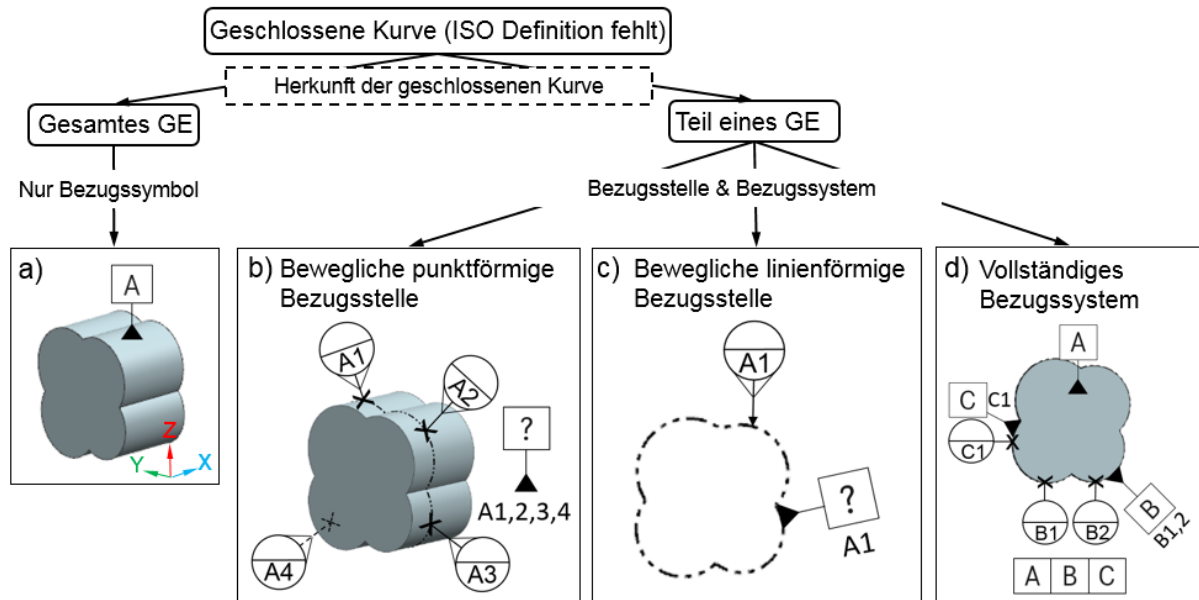 Geschlossene Kurve (ISO Definition fehlt)
Herkunft der geschlossenen Kurve
Gesamtes GE
Teil eines GE
Nur Bezugssymbol
Bezugsstelle & Bezugssystem
a)
A
Z
Y
X
b) Bewegliche punktförmige
Bezugsstelle
A1
A2
?
A1,2,3,4
A4
A3
c) Bewegliche linienförmige
Bezugsstelle
A1
?
A1
d) Vollständiges
Bezugssystem
A
C
C1
C1
B
B1,2
B1
B2
A B C